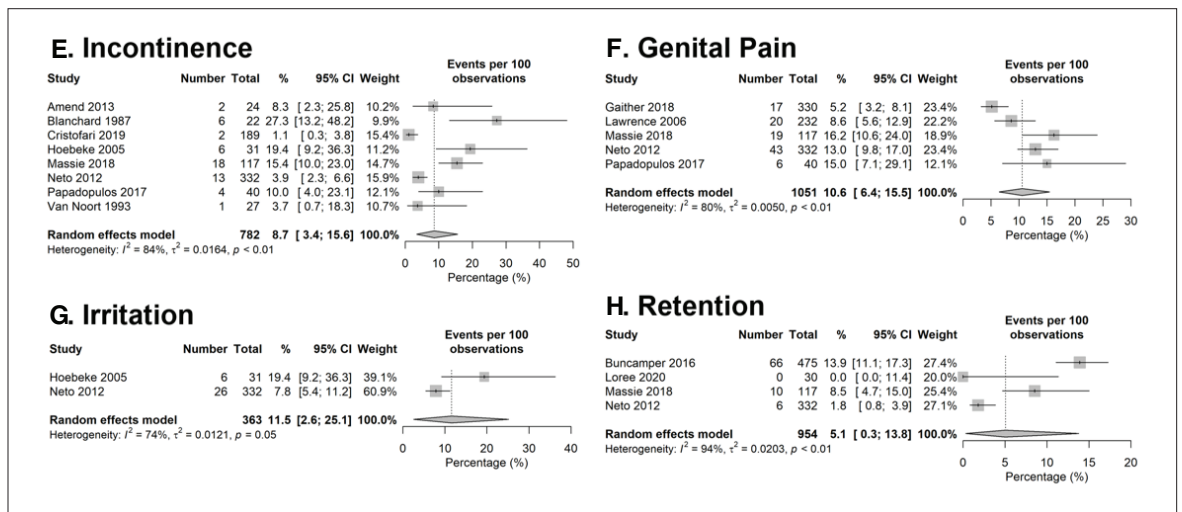 E. Incontinence
Study Number Total % 95% CI Weight
Events per 100
observations
Amend 2013 2 24 8.3 [ 2.3; 25.8] 10.2%
Blanchard 1987 6 22 27.3 [13.2; 48.2] 9.9%
Cristofari 2019 2 189 1.1 [ 0.3; 3.8] 15.4%
Hoebeke 2005 6 31 19.4 [ 9.2; 36.3] 11.2%
Massie 2018 18 117 15.4 [10.0; 23.0] 14.7%
Neto 2012 13 332 3.9 [ 2.3; 6.6] 15.9%
Papadopulos 2017 4 40 10.0 [ 4.0; 23.1] 12.1%
Van Noort 1993 1 27 3.7 [ 0.7; 18.3] 10.7%
Random effects model 782 8.7 [ 3.4; 15.6] 100.0%
Heterogeneity: I² = 84%, τ² = 0.0164, p < 0.01
0 10 20 30 40 50
Percentage (%)
F. Genital Pain
Study Number Total % 95% CI Weight
Events per 100
observations
Gaither 2018 17 330 5.2 [ 3.2; 8.1] 23.4%
Lawrence 2006 20 232 8.6 [ 5.6; 12.9] 22.2%
Massie 2018 19 117 16.2 [10.6; 24.0] 18.9%
Neto 2012 43 332 13.0 [ 9.8; 17.0] 23.4%
Papadopulos 2017 6 40 15.0 [ 7.1; 29.1] 12.1%
Random effects model 1051 10.6 [ 6.4; 15.5] 100.0%
Heterogeneity: I² = 80%, τ² = 0.0050, p < 0.01
0 5 10 15 20 25 30
Percentage (%)
G. Irritation
Study Number Total % 95% CI Weight
Events per 100
observations
Hoebeke 2005 6 31 19.4 [9.2; 36.3] 39.1%
Neto 2012 26 332 7.8 [5.4; 11.2] 60.9%
Random effects model 363 11.5 [2.6; 25.1] 100.0%
Heterogeneity: I² = 74%, τ² = 0.0121, p = 0.05
0 10 20 30 40
Percentage (%)
H. Retention
Study Number Total % 95% CI Weight
Events per 100
observations
Buncamper 2016 66 475 13.9 [11.1; 17.3] 27.4%
Loree 2020 0 30 0.0 [ 0.0; 11.4] 20.0%
Massie 2018 10 117 8.5 [ 4.7; 15.0] 25.4%
Neto 2012 6 332 1.8 [ 0.8; 3.9] 27.1%
Random effects model 954 5.1 [ 0.3; 13.8] 100.0%
Heterogeneity: I² = 94%, τ² = 0.0203, p < 0.01
0 5 10 15 20
Percentage (%)